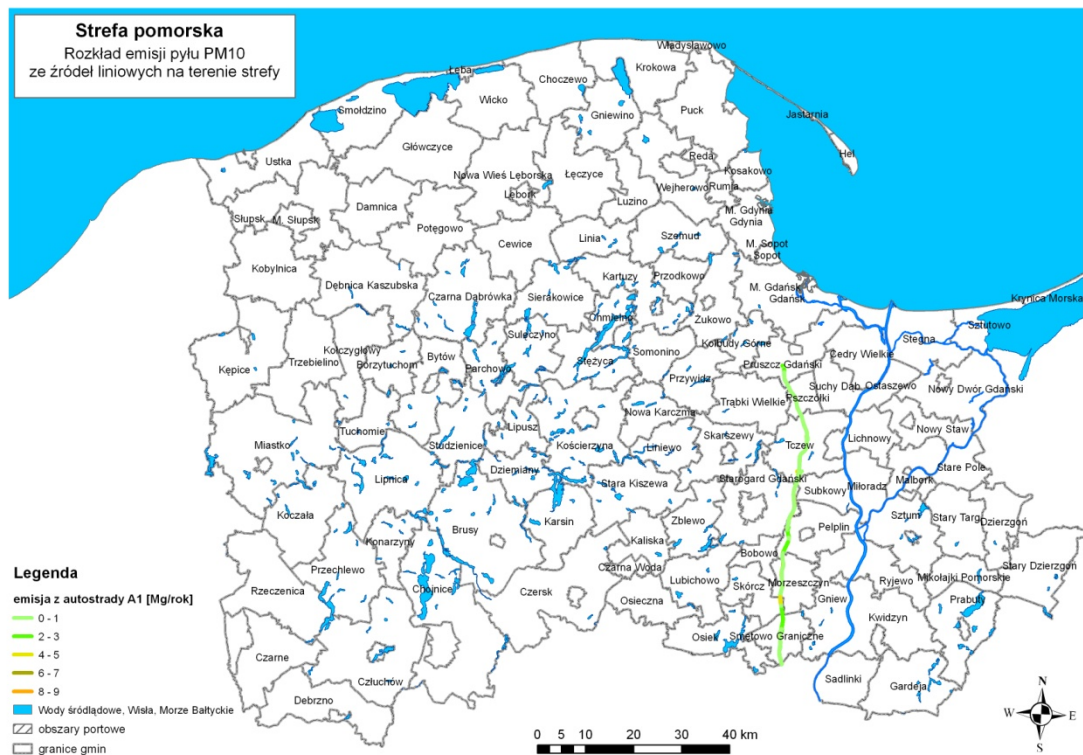 Strefa pomorska
Rozkład emisji pyłu PM10
ze źródeł liniowych na terenie strefy
Władysławowo
Łeba
Choczewo
Krokowa
Wicko
Smołdzino
Gniewino
Puck
Jastarnia
Główczyce
Hel
Ustka
Reda
Nowa Wieś Lęborska
Łęczyce
Kosakowo
Wejherowo
Rumia
Lębork
Damnica
Luzino
Słupsk
M. Słupsk
M. Gdynia
Gdynia
Potęgowo
Linia
Szemud
Cewice
M. Sopot
Sopot
Kobylnica
Kartuzy
Przodkowo
Dębnica Kaszubska
Czarna Dąbrówka
Sierakowice
M. Gdańsk
Gdańsk
Krynica Morska
Chmielno
Żukowo
Sztutowo
Sulęczyno
Stegna
Kolbudy Górne
Kołczygłowy
Bytów
Somonino
Cedry Wielkie
Trzebielino
Borzytuchom
Stężyca
Pruszcz Gdański
Kępice
Parchowo
Przywidz
Suchy Dąb
Ostaszewo
Nowy Dwór Gdański
Pszczółki
Trąbki Wielkie
Nowa Karczma
Lipusz
Nowy Staw
Tuchomie
Skarszewy
Miastko
Studzienice
Kościerzyna
Liniewo
Tczew
Lichnowy
Stare Pole
Dziemiany
Lipnica
Stara Kiszewa
Starogard Gdański
Malbork
Subkowy
Miłoradz
Koczała
Karsin
Zblewo
Sztum
Stary Targ
Dzierzgoń
Brusy
Pelplin
Konarzyny
Kaliska
Bobowo
Czarna Woda
Stary Dzierzgoń
Przechlewo
Lubichowo
Morzeszczyn
Ryjewo
Mikołajki Pomorskie
Skórcz
Rzeczenica
Chojnice
Czersk
Osieczna
Gniew
Prabuty
Kwidzyn
Osiek
Smętowo Graniczne
Czarne
Sadlinki
Człuchów
Gardeja
Debrzno
Legenda
emisja z autostrady A1 [Mg/rok]
0 - 1
2 - 3
4 - 5
6 - 7
8 - 9
Wody śródlądowe, Wisła, Morze Bałtyckie
obszary portowe
granice gmin
0 5 10 20 30 40 km
N
W
E
S